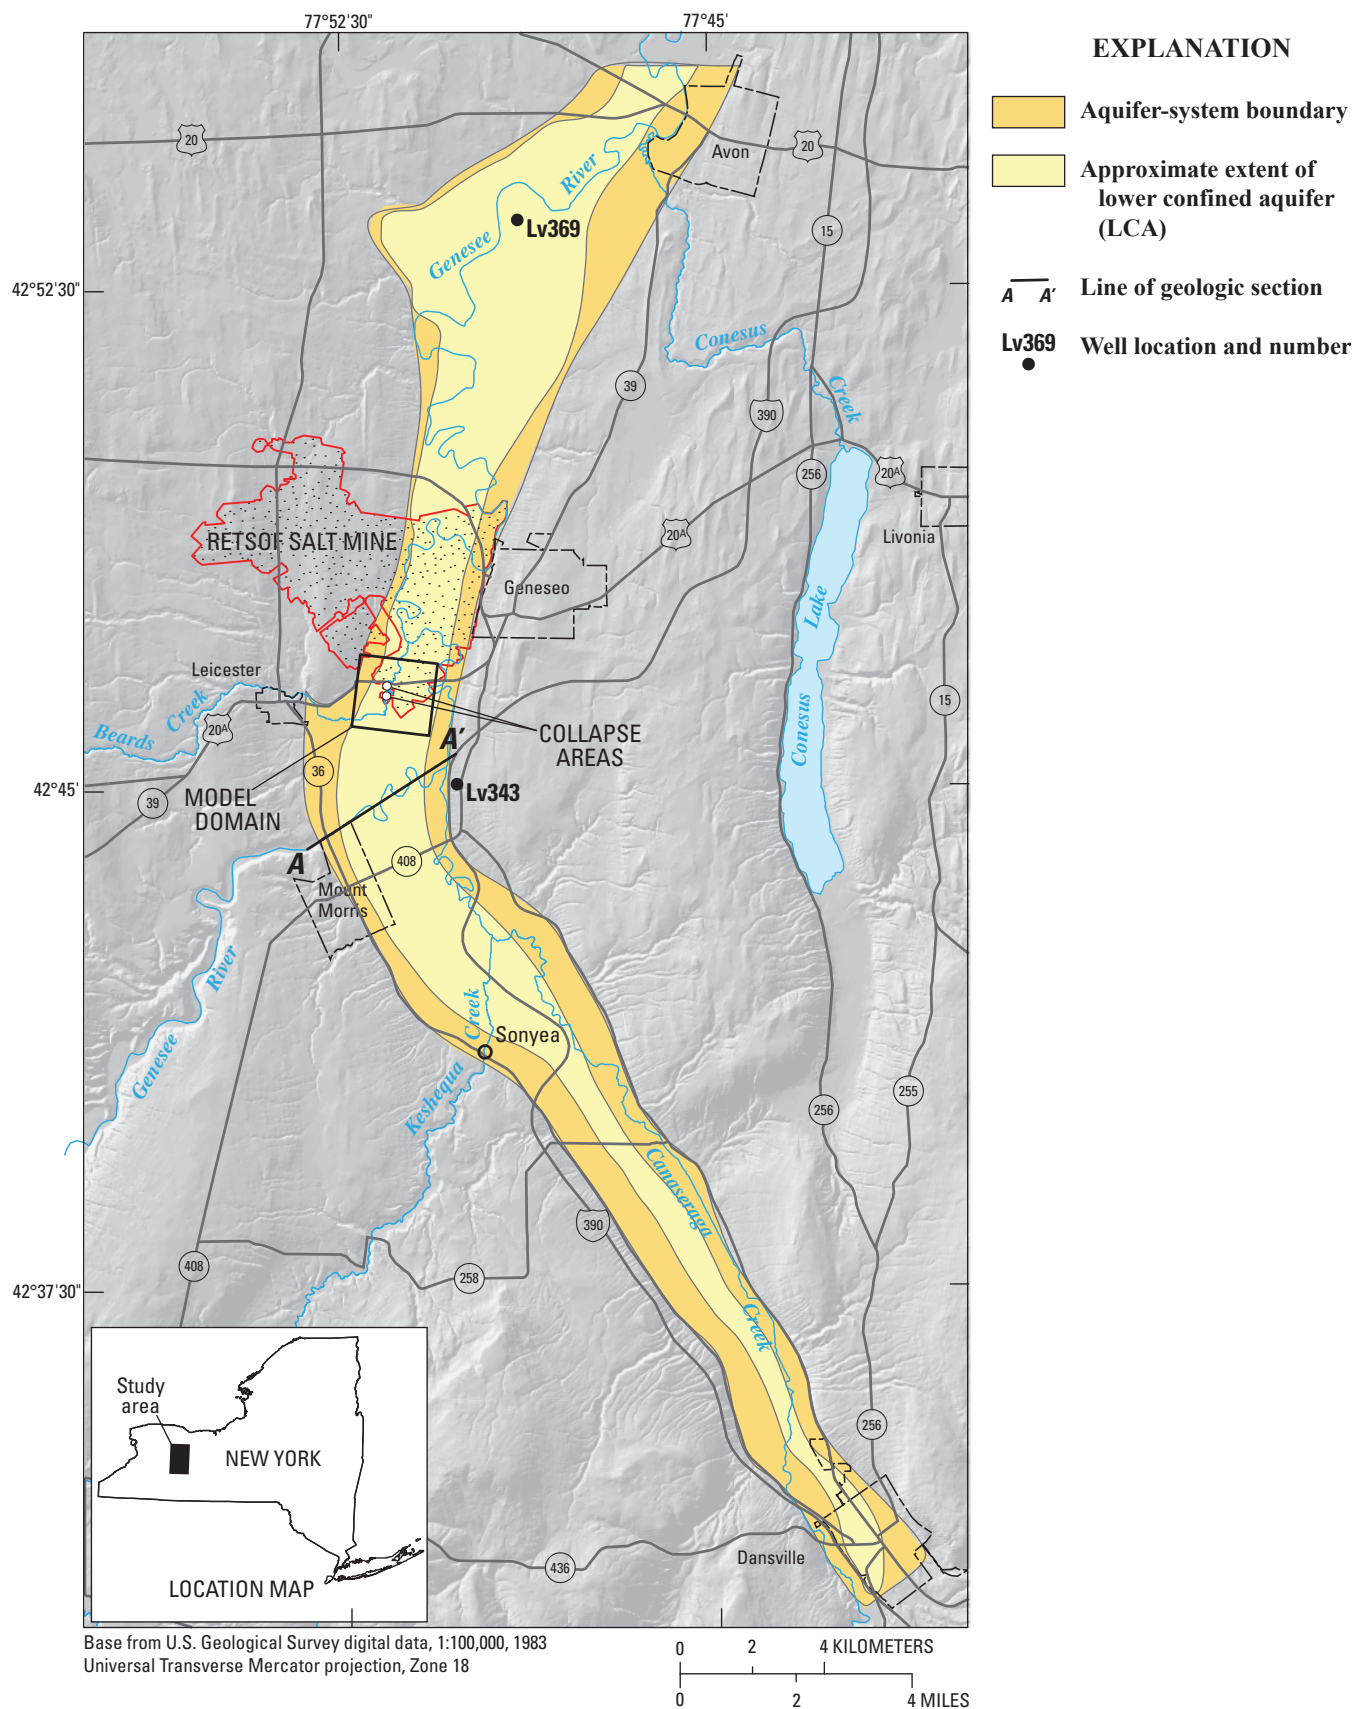 77°52'30"
77°45'
EXPLANATION
Aquifer-system boundary
Approximate extent of
lower confined aquifer
(LCA)
A A′
Line of geologic section
Lv369
Well location and number
20
Avon
20
River
Lv369
15
Genesee
42°52'30"
Conesus
39
Creek
390
256
20A
RETSOF SALT MINE
20A
Livonia
Geneseo
Lake
Leicester
Creek
15
Beards
20A
COLLAPSE
AREAS
Conesus
A′
36
42°45'
39
MODEL
DOMAIN
Lv343
A
408
Mount
Morris
River
Creek
Sonyea
Genesee
Keshequa
255
256
Canaseraga
390
408
258
42°37'30"
Creek
Study
area
NEW YORK
256
LOCATION MAP
436
Dansville
Base from U.S. Geological Survey digital data, 1:100,000, 1983
Universal Transverse Mercator projection, Zone 18
0 2 4 KILOMETERS
0 2 4 MILES